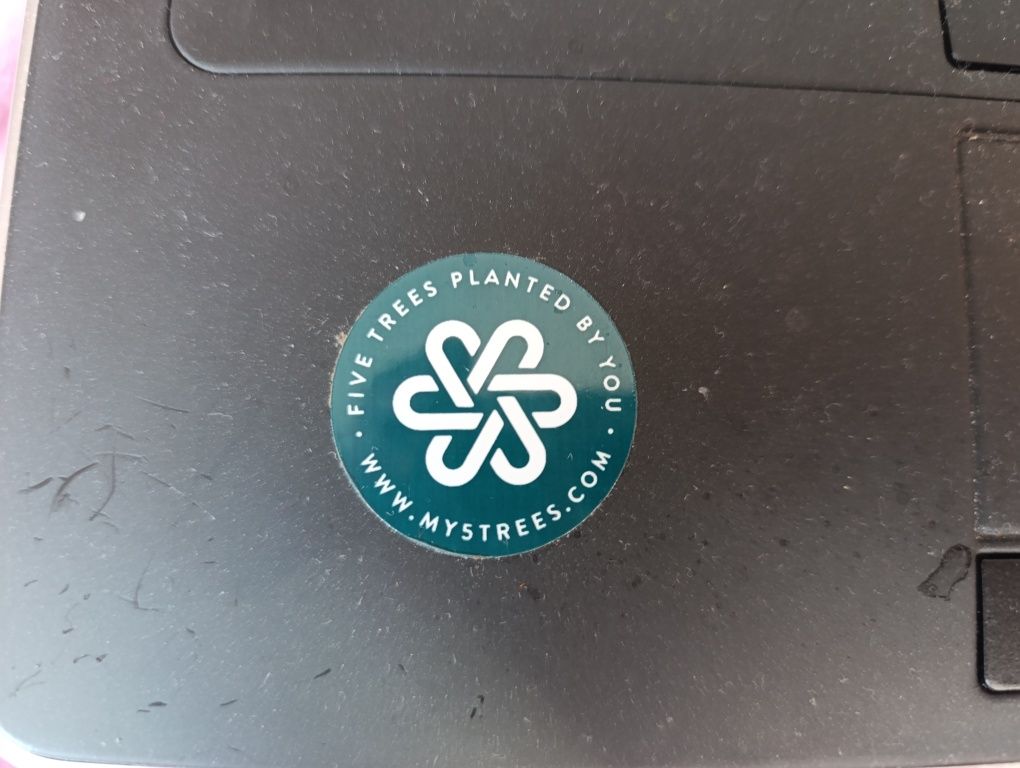 • FIVE TREES PLANTED BY YOU •
WWW.MY5TREES.COM